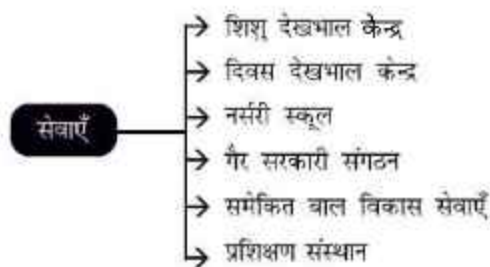 शिशु देखभाल केन्द्र
दिवस देखभाल केन्द्र
नर्सरी स्कूल
सेवाएँ
गैर सरकारी संगठन
समेकित बाल विकास सेवाएँ
प्रशिक्षण संस्थान